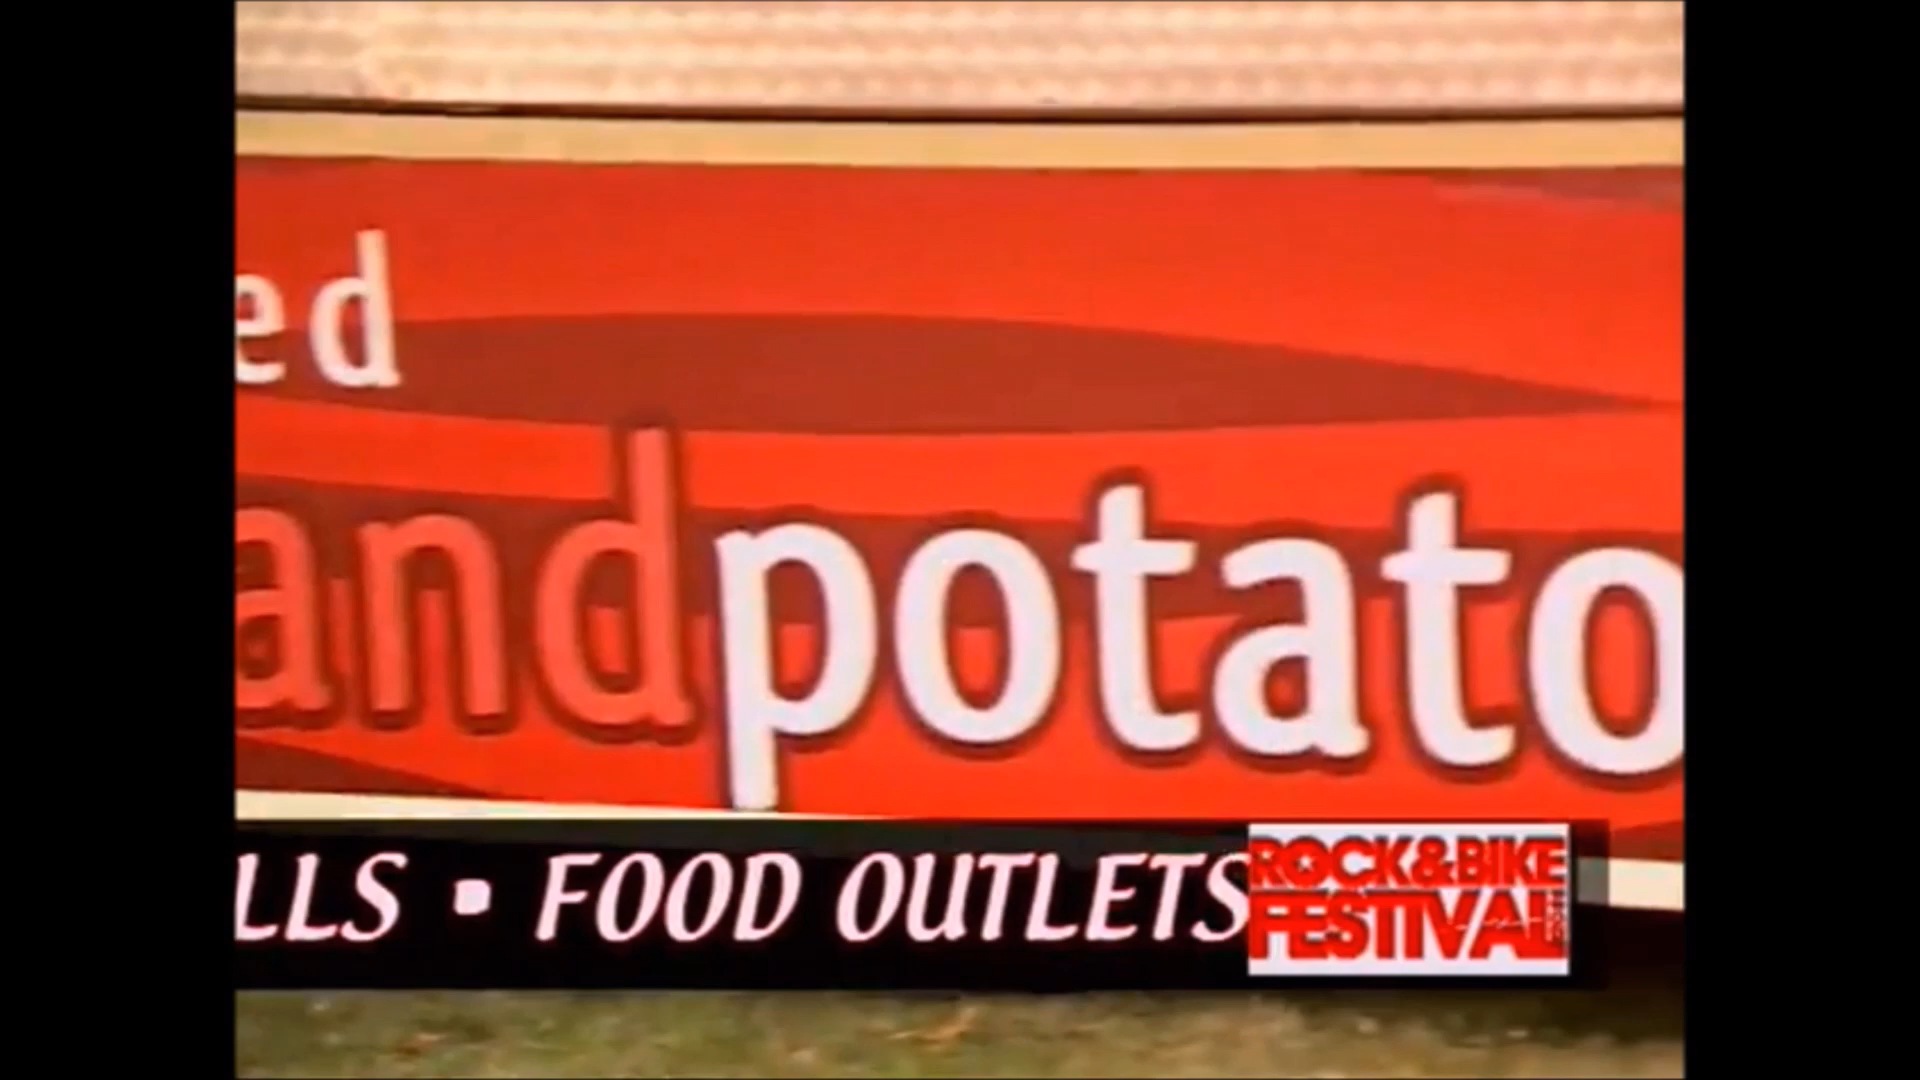 ed
andpotato
LLS • FOOD OUTLETS
ROCK&BIKE
FESTIVAL